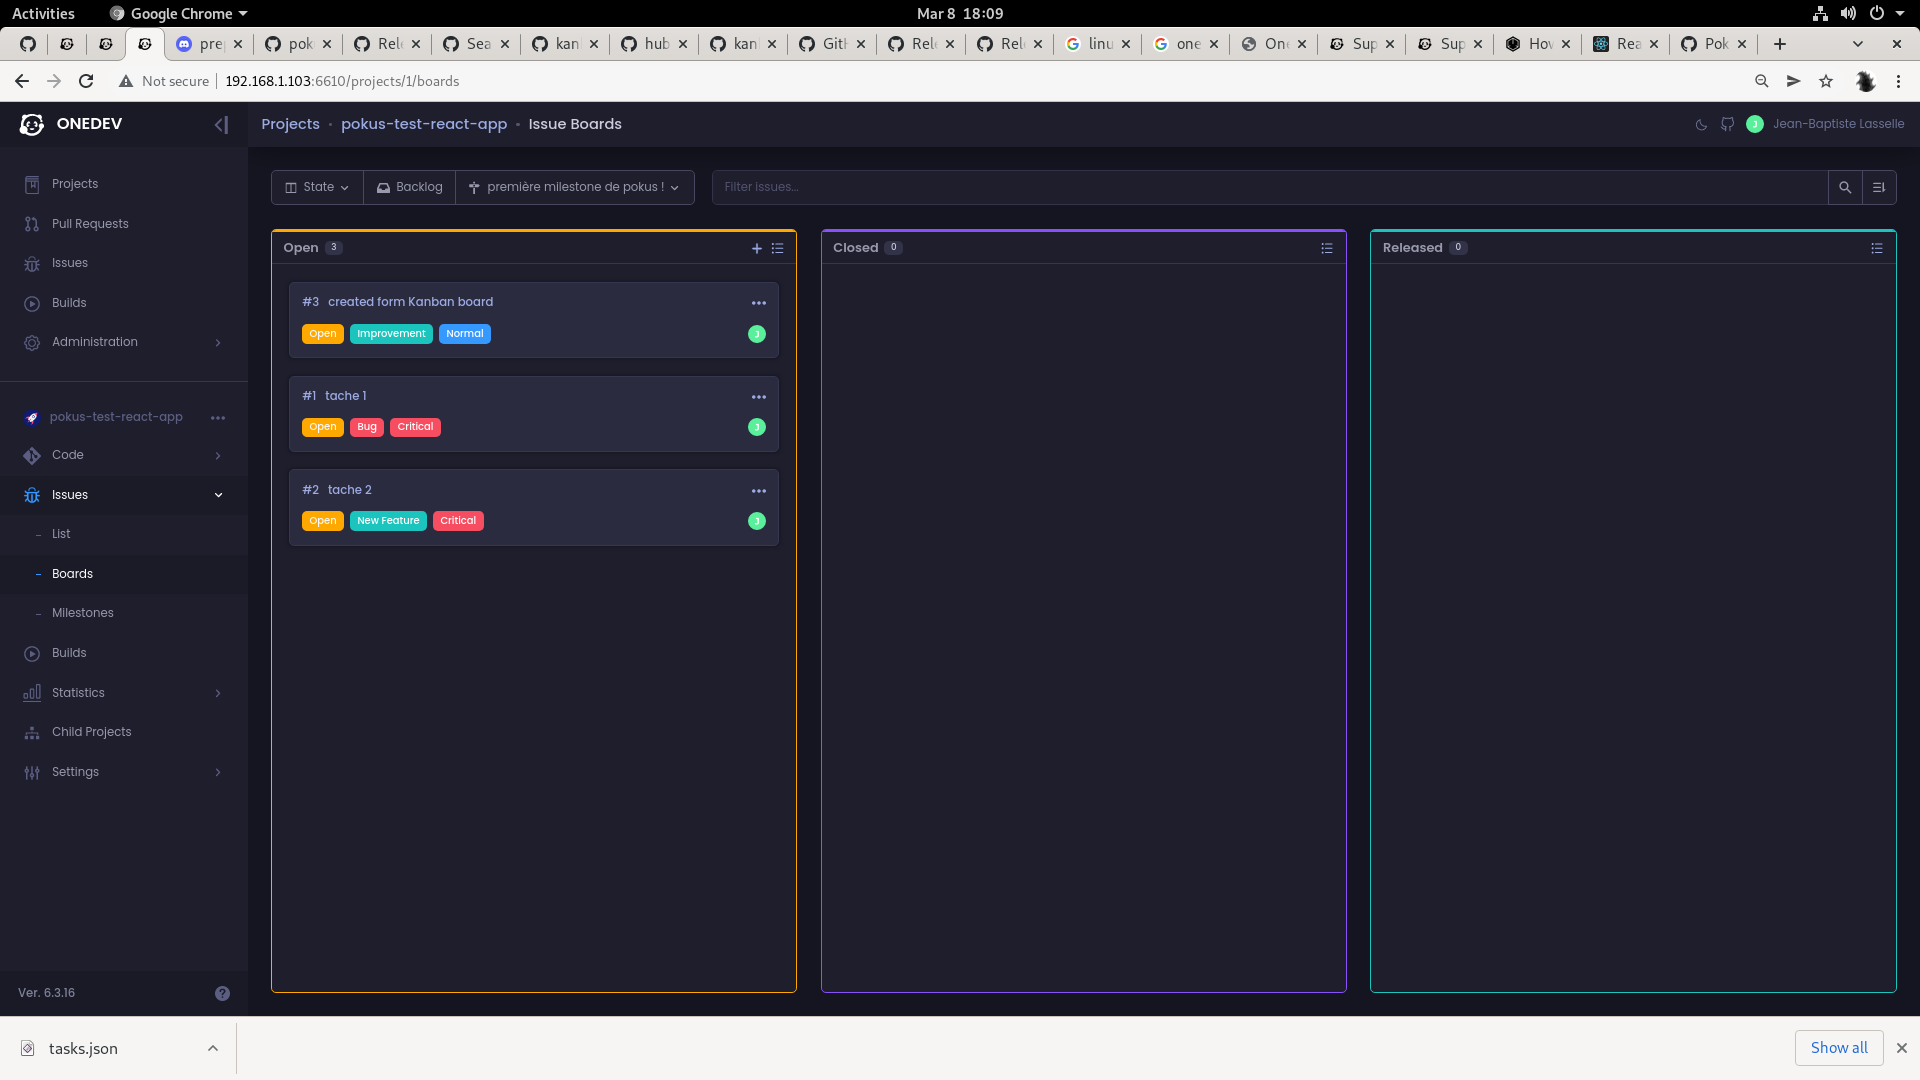 Activities Google Chrome Mar 8 18:09
pre pok Rel Sea kan hub kan Gitl Rel Rel linu one One Sup Sup Hov Rea Pok
Not secure 192.168.1.103:6610/projects/1/boards
ONEDEV
Projects
Pull Requests
Issues
Builds
Administration
pokus-test-react-app
Code
Issues
List
Boards
Milestones
Builds
Statistics
Child Projects
Settings
Ver. 6.3.16
Projects pokus-test-react-app Issue Boards
J Jean-Baptiste Lasselle
State Backlog première milestone de pokus ! Filter issues...
Open 3
#3 created form Kanban board
Open Improvement Normal J
#1 tache 1
Open Bug Critical J
#2 tache 2
Open New Feature Critical J
Closed 0
Released 0
tasks.json Show all